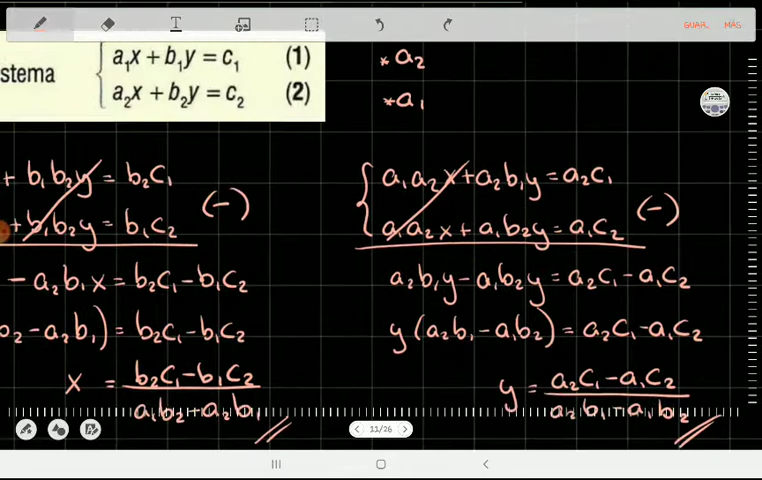 GUAR. MÁS
stema
a₁x + b₁y = c₁ (1)
a₂x + b₂y = c₂ (2)
* a₂
* a₁
+ b₁b₂y = b₂c₁
+ b₁b₂y = b₁c₂ (-)
- a₂b₁x = b₂c₁ - b₁c₂
b₂ - a₂b₁) = b₂c₁ - b₁c₂
x = (b₂c₁ - b₁c₂)/(a₁b₂ - a₂b₁)
a₁a₂x + a₂b₁y = a₂c₁
a₁a₂x + a₁b₂y = a₁c₂ (-)
a₂b₁y - a₁b₂y = a₂c₁ - a₁c₂
y(a₂b₁ - a₁b₂) = a₂c₁ - a₁c₂
y = (a₂c₁ - a₁c₂)/(a₂b₁ - a₁b₂)
11/26